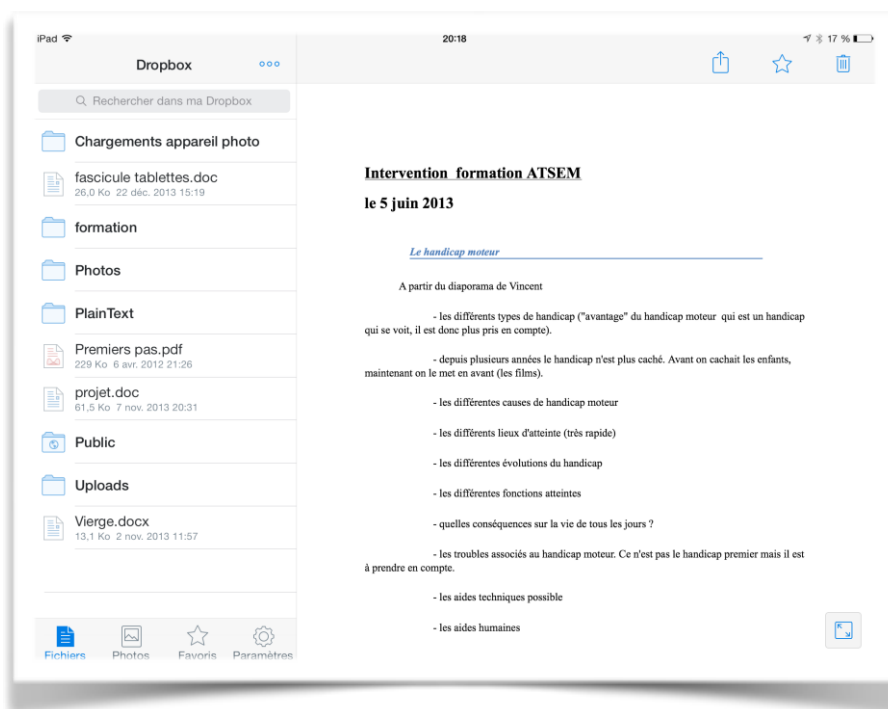 iPad
20:18
17 %
Dropbox
Rechercher dans ma Dropbox
Chargements appareil photo
fascicule tablettes.doc
26,0 Ko 22 déc. 2013 15:19
formation
Photos
PlainText
Premiers pas.pdf
229 Ko 6 avr. 2012 21:26
projet.doc
61,5 Ko 7 nov. 2013 20:31
Public
Uploads
Vierge.docx
13,1 Ko 2 nov. 2013 11:57
Fichiers Photos Favoris Paramètres
Intervention formation ATSEM
le 5 juin 2013
Le handicap moteur
A partir du diaporama de Vincent
- les différents types de handicap ("avantage" du handicap moteur qui est un handicap
qui se voit, il est donc plus pris en compte).
- depuis plusieurs années le handicap n'est plus caché. Avant on cachait les enfants,
maintenant on le met en avant (les films).
- les différentes causes de handicap moteur
- les différents lieux d'atteinte (très rapide)
- les différentes évolutions du handicap
- les différentes fonctions atteintes
- quelles conséquences sur la vie de tous les jours ?
- les troubles associés au handicap moteur. Ce n'est pas le handicap premier mais il est
à prendre en compte.
- les aides techniques possible
- les aides humaines